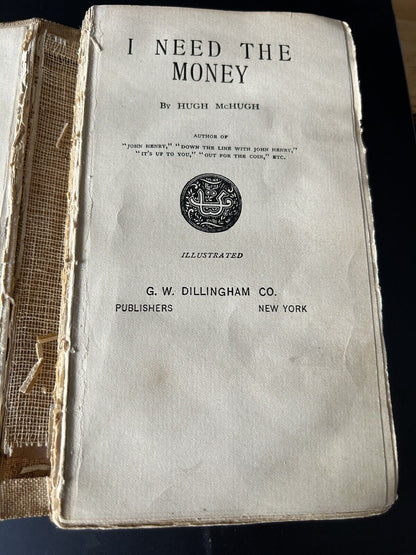 I NEED THE
MONEY
By HUGH McHUGH
AUTHOR OF
"JOHN HENRY," "DOWN THE LINE WITH JOHN HENRY,"
"IT'S UP TO YOU," "OUT FOR THE COIN," ETC.
ILLUSTRATED
G. W. DILLINGHAM CO.
PUBLISHERS NEW YORK